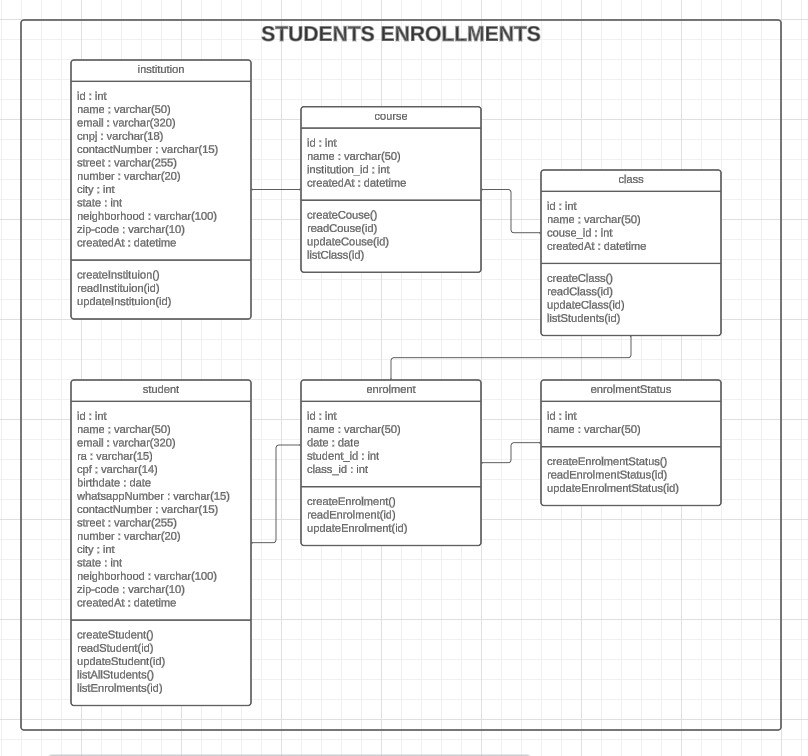 STUDENTS ENROLLMENTS
institution
id : int
name : varchar(50)
email : varchar(320)
cnpj : varchar(18)
contactNumber : varchar(15)
street : varchar(255)
number : varchar(20)
city : int
state : int
neighborhood : varchar(100)
zip-code : varchar(10)
createdAt : datetime
createInstituion()
readInstituion(id)
updateInstituion(id)
course
id : int
name : varchar(50)
institution_id : int
createdAt : datetime
createCouse()
readCouse(id)
updateCouse(id)
listClass(id)
class
id : int
name : varchar(50)
couse_id : int
createdAt : datetime
createClass()
readClass(id)
updateClass(id)
listStudents(id)
student
id : int
name : varchar(50)
email : varchar(320)
ra : varchar(15)
cpf : varchar(14)
birthdate : date
whatsappNumber : varchar(15)
contactNumber : varchar(15)
street : varchar(255)
number : varchar(20)
city : int
state : int
neighborhood : varchar(100)
zip-code : varchar(10)
createdAt : datetime
createStudent()
readStudent(id)
updateStudent(id)
listAllStudents()
listEnrolments(id)
enrolment
id : int
name : varchar(50)
date : date
student_id : int
class_id : int
createEnrolment()
readEnrolment(id)
updateEnrolment(id)
enrolmentStatus
id : int
name : varchar(50)
createEnrolmentStatus()
readEnrolmentStatus(id)
updateEnrolmentStatus(id)